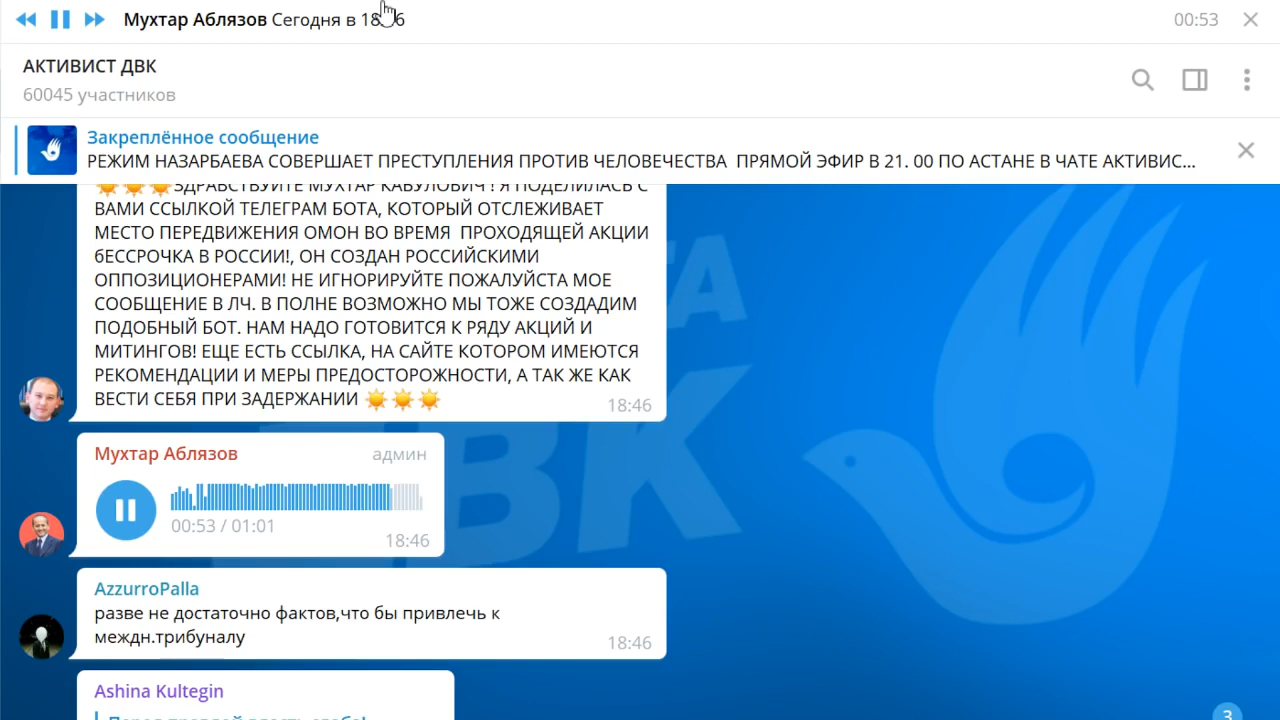 Мухтар Аблязов Сегодня в 18:46
00:53
АКТИВИСТ ДВК
60045 участников
Закреплённое сообщение
РЕЖИМ НАЗАРБАЕВА СОВЕРШАЕТ ПРЕСТУПЛЕНИЯ ПРОТИВ ЧЕЛОВЕЧЕСТВА ПРЯМОЙ ЭФИР В 21. 00 ПО АСТАНЕ В ЧАТЕ АКТИВИС...
☀️☀️☀️ЗДРАВСТВУЙТЕ МУХТАР КАБУЛОВИЧ ! Я ПОДЕЛИЛАСЬ С
ВАМИ ССЫЛКОЙ ТЕЛЕГРАМ БОТА, КОТОРЫЙ ОТСЛЕЖИВАЕТ
МЕСТО ПЕРЕДВИЖЕНИЯ ОМОН ВО ВРЕМЯ ПРОХОДЯЩЕЙ АКЦИИ
бЕССРОЧКА В РОССИИ!, ОН СОЗДАН РОССИЙСКИМИ
ОППОЗИЦИОНЕРАМИ! НЕ ИГНОРИРУЙТЕ ПОЖАЛУЙСТА МОЕ
СООБЩЕНИЕ В ЛЧ. В ПОЛНЕ ВОЗМОЖНО МЫ ТОЖЕ СОЗДАДИМ
ПОДОБНЫЙ БОТ. НАМ НАДО ГОТОВИТСЯ К РЯДУ АКЦИЙ И
МИТИНГОВ! ЕЩЕ ЕСТЬ ССЫЛКА, НА САЙТЕ КОТОРОМ ИМЕЮТСЯ
РЕКОМЕНДАЦИИ И МЕРЫ ПРЕДОСТОРОЖНОСТИ, А ТАК ЖЕ КАК
ВЕСТИ СЕБЯ ПРИ ЗАДЕРЖАНИИ ☀️☀️☀️
18:46
Мухтар Аблязов админ
00:53 / 01:01
18:46
AzzurroPalla
разве не достаточно фактов,что бы привлечь к
междн.трибуналу
18:46
Ashina Kultegin
3
ДВК